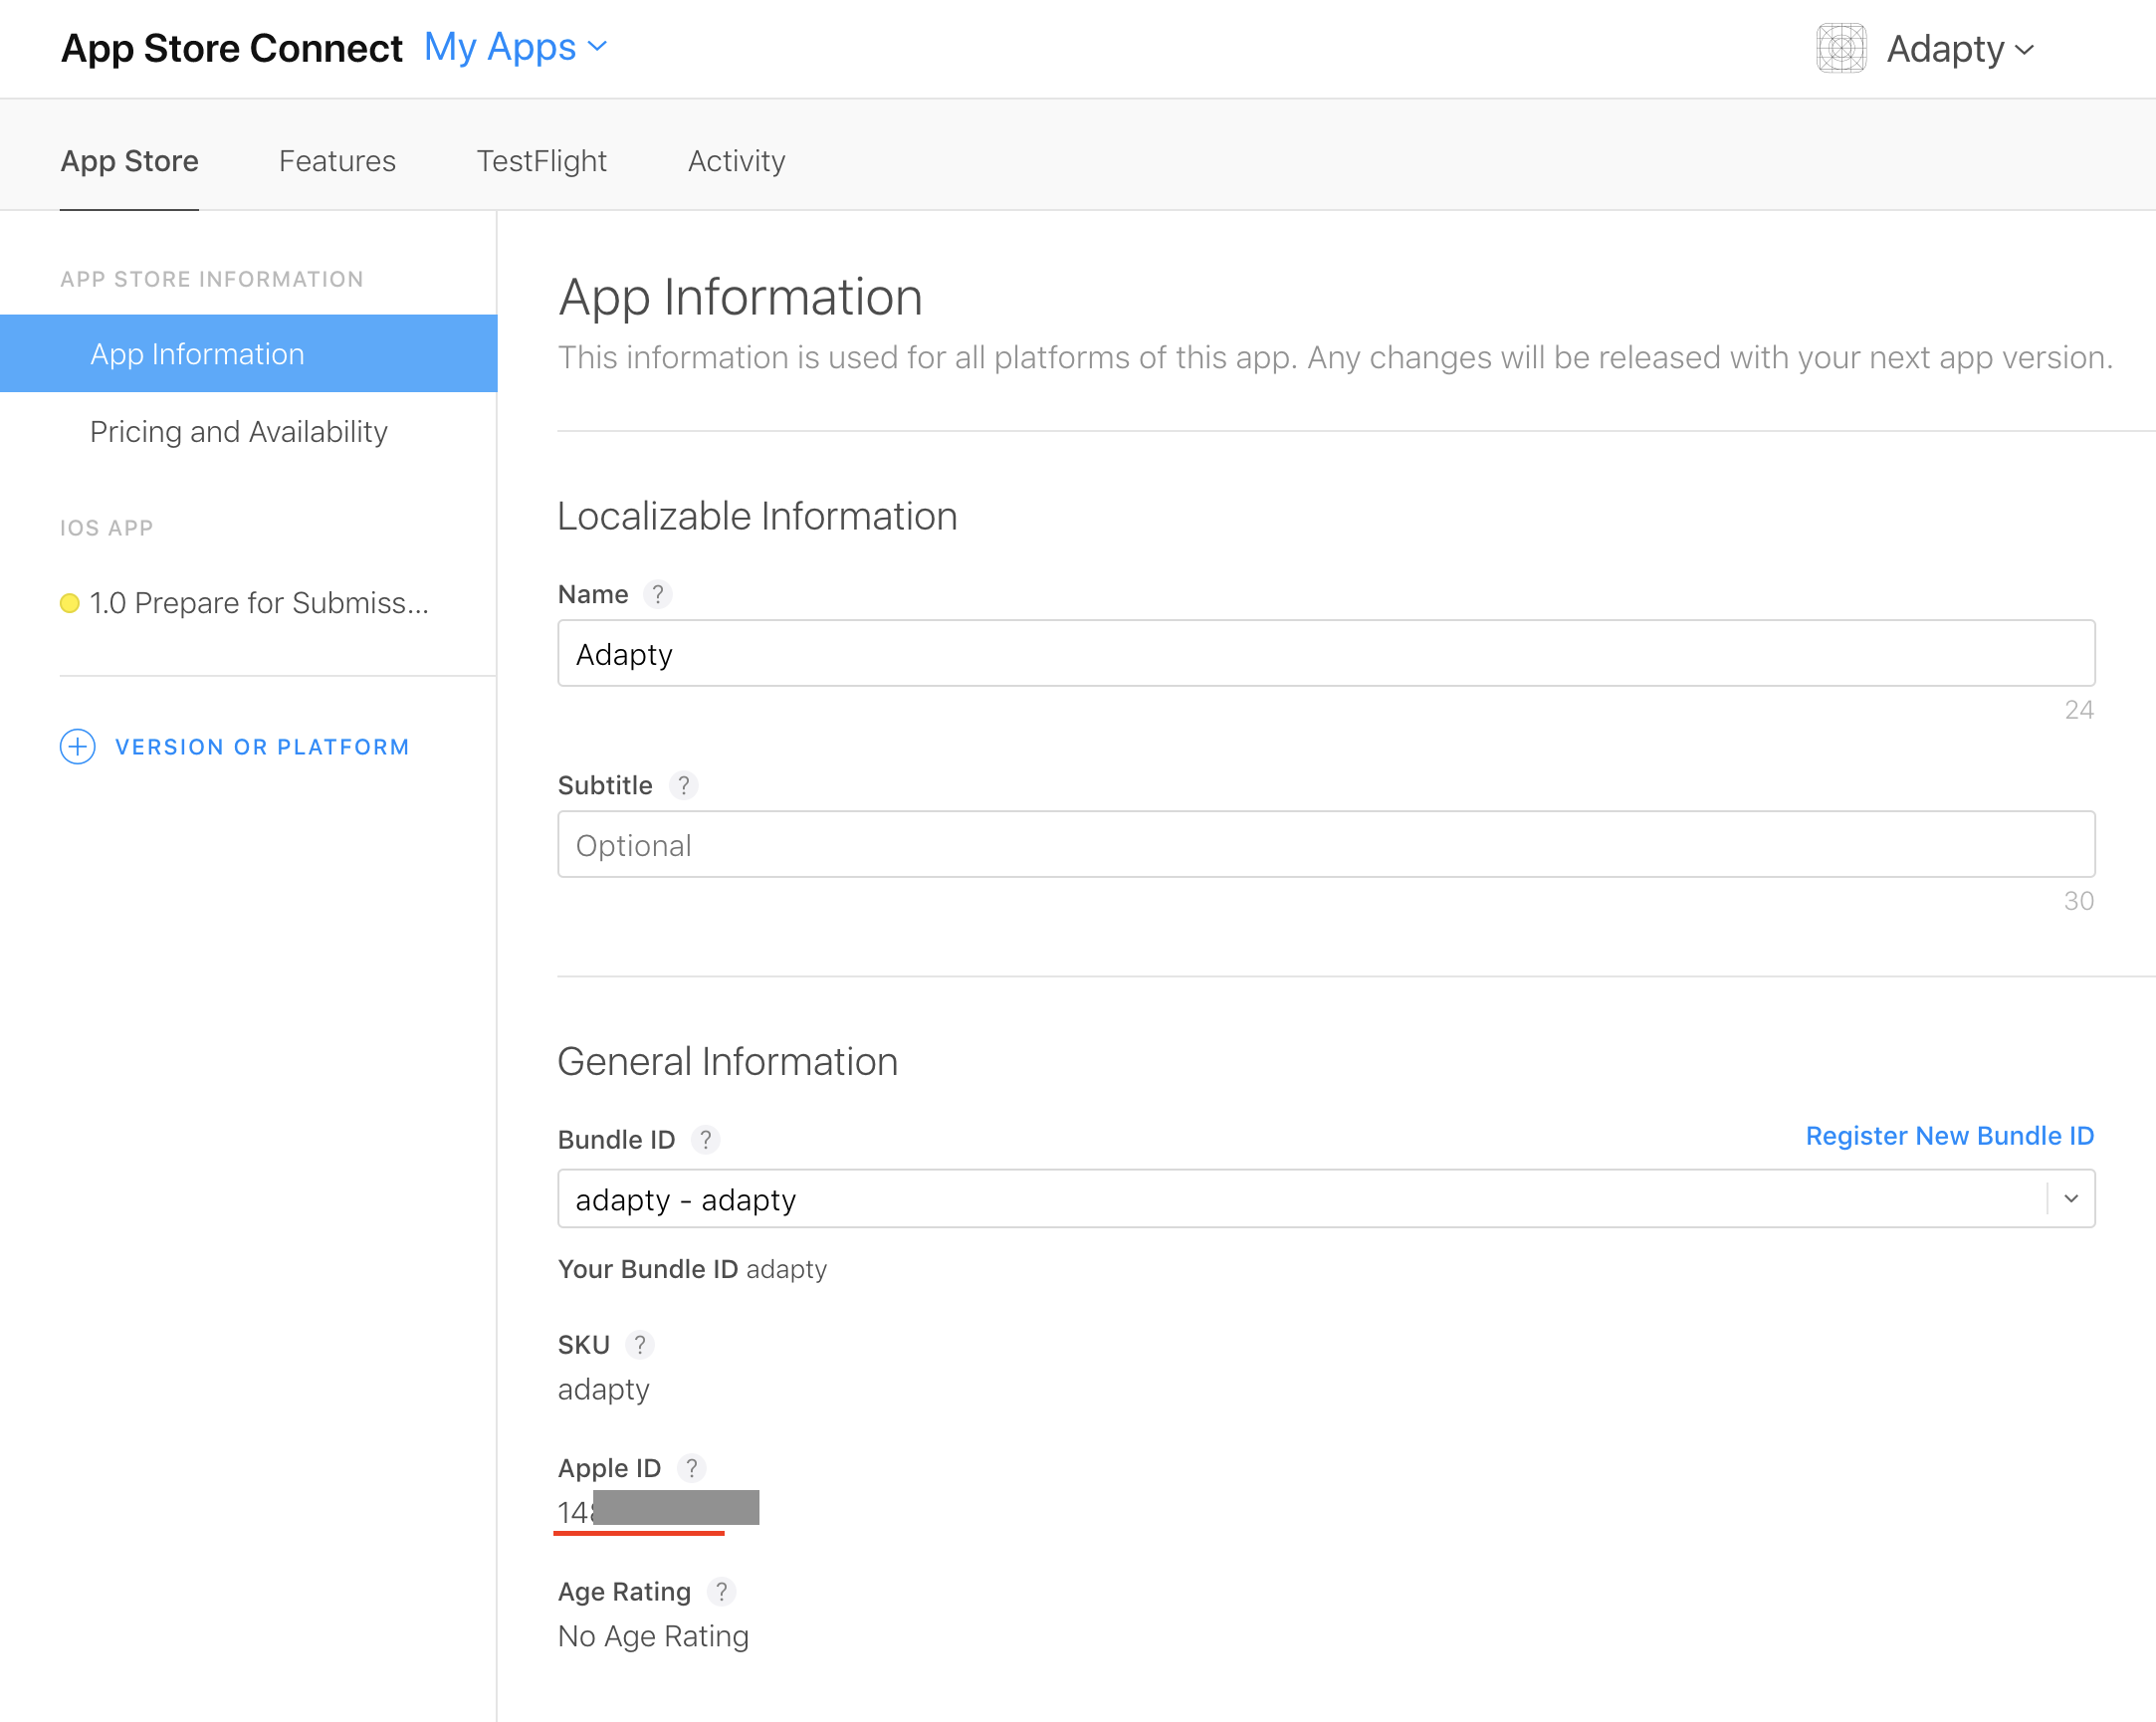 App Store Connect My Apps
Adapty
App Store Features TestFlight Activity
APP STORE INFORMATION
App Information
Pricing and Availability
IOS APP
1.0 Prepare for Submiss...
VERSION OR PLATFORM
App Information
This information is used for all platforms of this app. Any changes will be released with your next app version.
Localizable Information
Name ?
Adapty
24
Subtitle ?
Optional
30
General Information
Bundle ID ?
Register New Bundle ID
adapty - adapty
Your Bundle ID adapty
SKU ?
adapty
Apple ID ?
14
Age Rating ?
No Age Rating